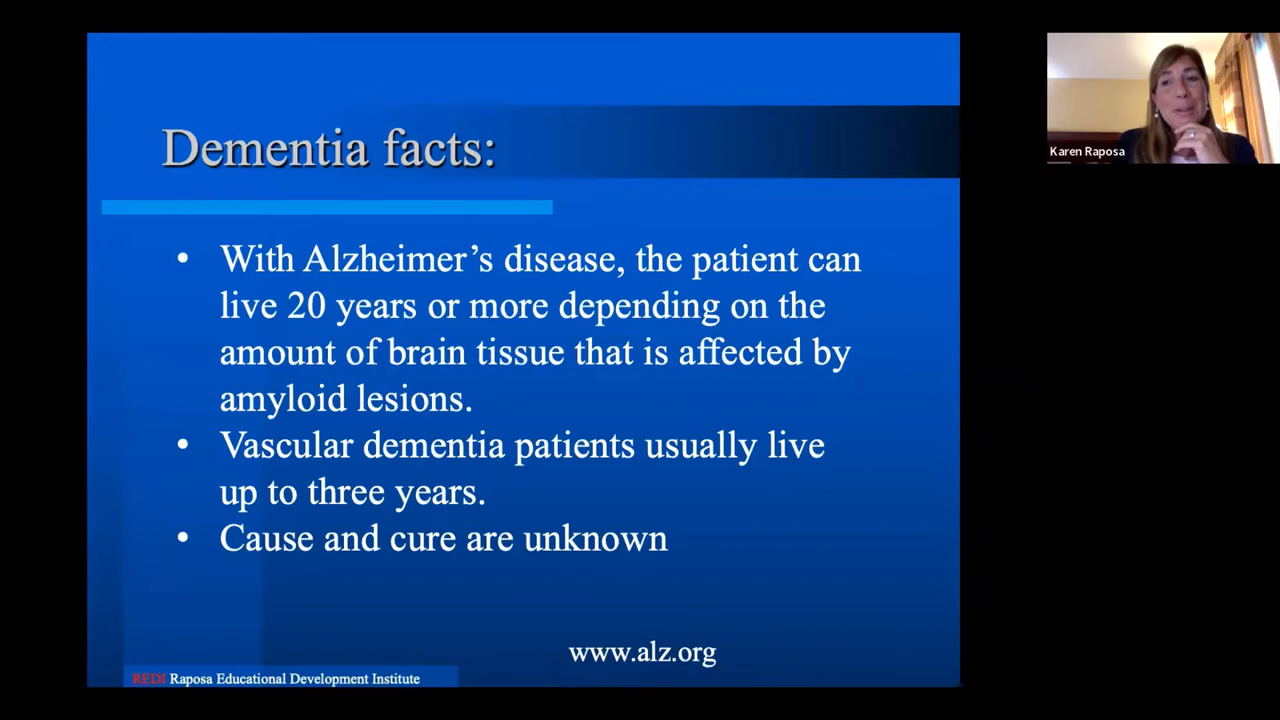 Dementia facts:
• With Alzheimer’s disease, the patient can
live 20 years or more depending on the
amount of brain tissue that is affected by
amyloid lesions.
• Vascular dementia patients usually live
up to three years.
• Cause and cure are unknown
www.alz.org
REDI Raposa Educational Development Institute
Karen Raposa